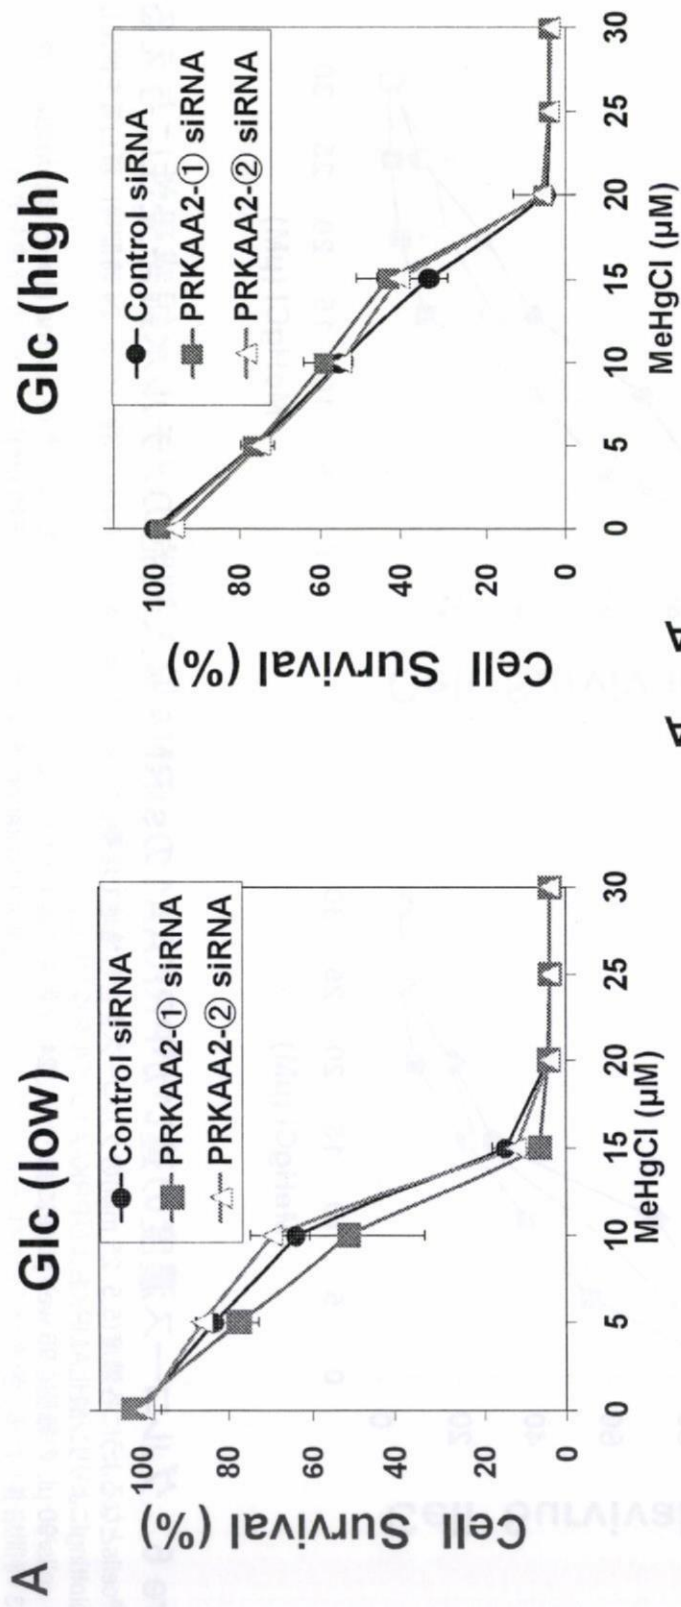 A
Glc (low)
Control siRNA
PRKAA2-① siRNA
PRKAA2-② siRNA
Cell Survival (%)
100
80
60
40
20
0
0 5 10 15 20 25 30
MeHgCl (μM)
Glc (high)
Control siRNA
PRKAA2-① siRNA
PRKAA2-② siRNA
Cell Survival (%)
100
80
60
40
20
0
0 5 10 15 20 25 30
MeHgCl (μM)